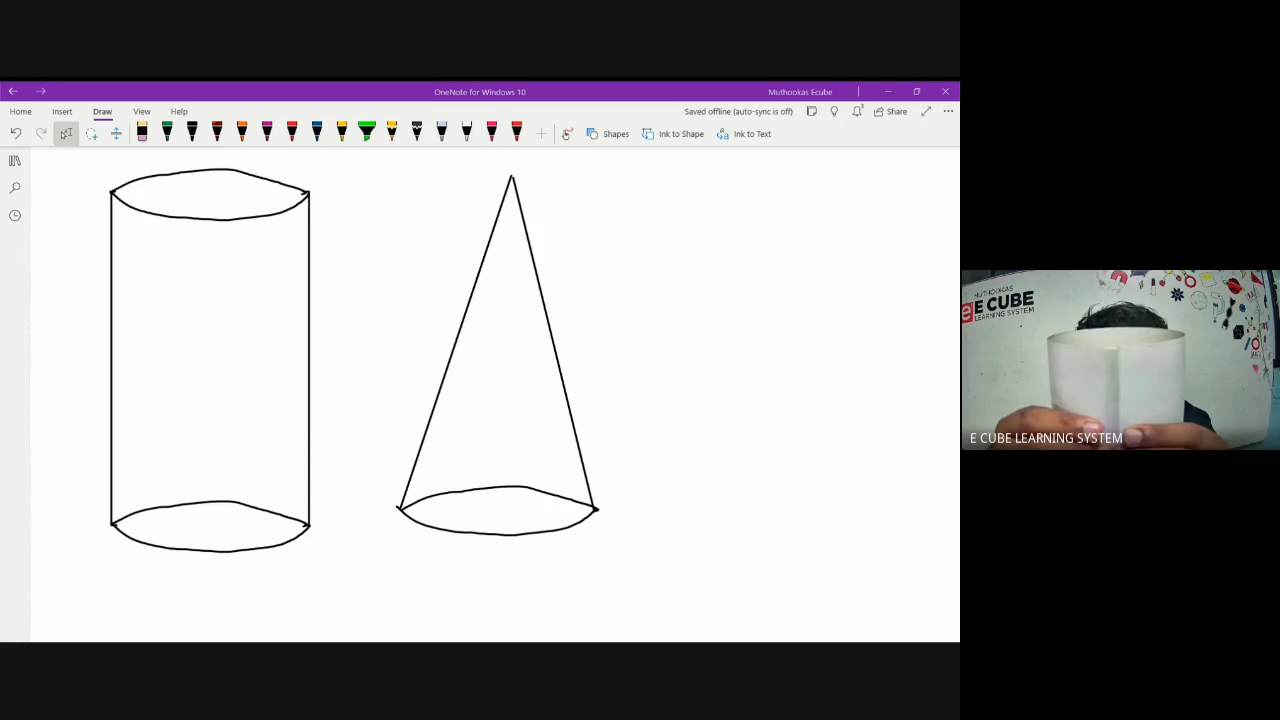 OneNote for Windows 10
Muthookas Ecube
Home Insert Draw View Help
Saved offline (auto-sync is off)
Share
Shapes
Ink to Shape
Ink to Text
MUTHOOKAS
E CUBE
LEARNING SYSTEM
E CUBE LEARNING SYSTEM